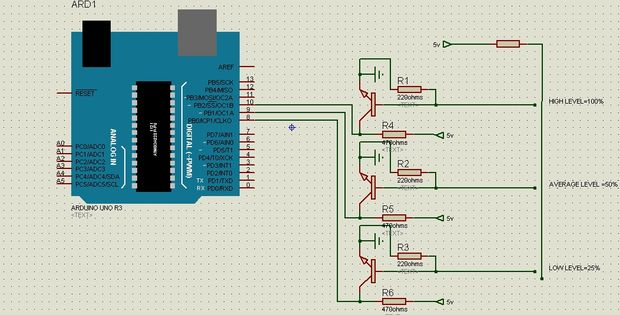 ARD1
5v
AREF
13
PB5/SCK
12
PB4/MISO
RESET
11
PB3/MOSI/OC2A
10
PB2/SS/OC1B
9
PB1/OC1A
8
PB0/ICP1/CLKO
7
PD7/AIN1
6
PD6/AIN0
5
PD5/T1
4
PD4/T0/XCK
3
PD3/INT1
2
PD2/INT0
TX PD1/TXD 1
RX PD0/RXD 0
DIGITAL (~PWM)
ANALOG IN
A0 PC0/ADC0
A1 PC1/ADC1
A2 PC2/ADC2
A3 PC3/ADC3
A4 PC4/ADC4/SDA
A5 PC5/ADC5/SCL
ARDUINO UNO R3
<TEXT>
R1
220ohms
<TEXT>
HIGH LEVEL=100%
R4
470ohms
<TEXT>
5v
R2
220ohms
<TEXT>
AVERAGE LEVEL =50%
R5
470ohms
<TEXT>
5v
R3
220ohms
<TEXT>
LOW LEVEL=25%
R6
470ohms
5v